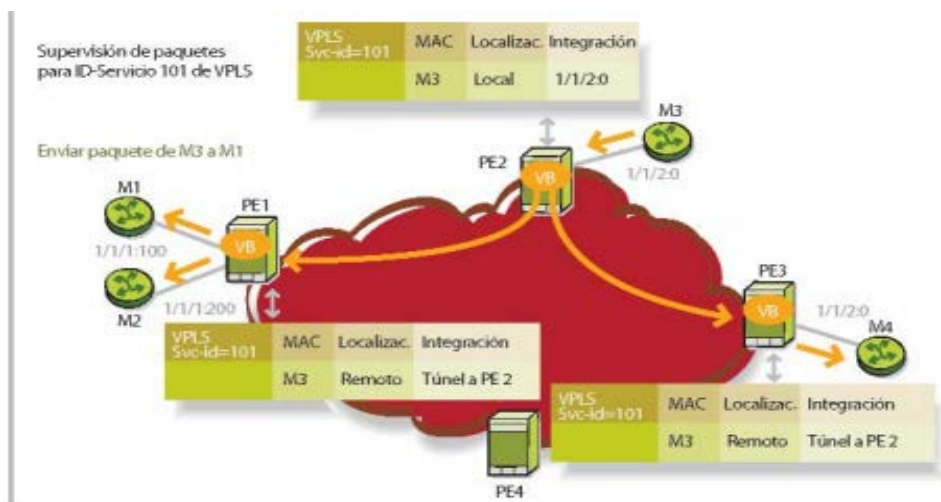 Supervisión de paquetes
para ID-Servicio 101 de VPLS
VPLS
Svc-id=101 MAC Localizac. Integración
M3 Local 1/1/2:0
Enviar paquete de M3 a M1
M3
PE2
VB
1/1/2:0
M1
PE1
VB
1/1/1:100
M2
1/1/1:200
PE3
VB
1/1/2:0
M4
VPLS
Svc-id=101 MAC Localizac. Integración
M3 Remoto Túnel a PE 2
VPLS
Svc-id=101 MAC Localizac. Integración
M3 Remoto Túnel a PE 2
PE4